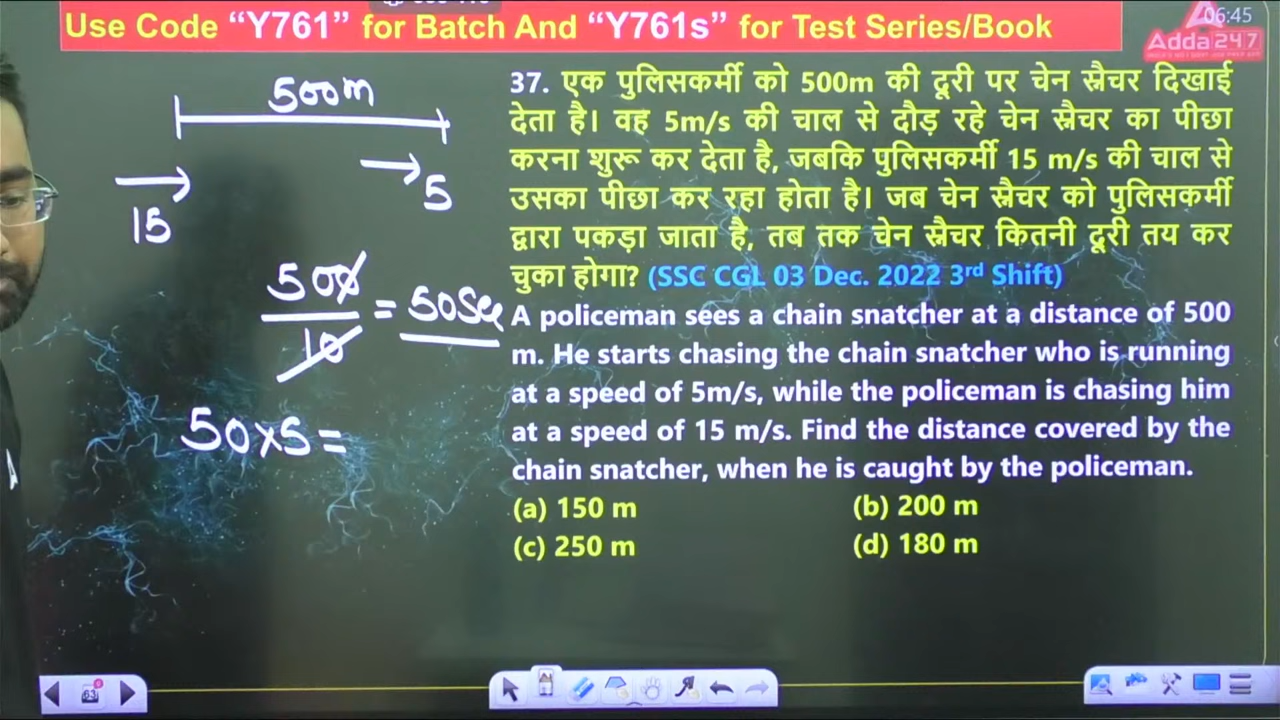 Use Code “Y761” for Batch And “Y761s” for Test Series/Book
06:45
Adda247
500m
15
5
500
10
= 50Sec
50×5=
37. एक पुलिसकर्मी को 500m की दूरी पर चेन स्नैचर दिखाई
देता है। वह 5m/s की चाल से दौड़ रहे चेन स्नैचर का पीछा
करना शुरू कर देता है, जबकि पुलिसकर्मी 15 m/s की चाल से
उसका पीछा कर रहा होता है। जब चेन स्नैचर को पुलिसकर्मी
द्वारा पकड़ा जाता है, तब तक चेन स्नैचर कितनी दूरी तय कर
चुका होगा? (SSC CGL 03 Dec. 2022 3rd Shift)
A policeman sees a chain snatcher at a distance of 500
m. He starts chasing the chain snatcher who is running
at a speed of 5m/s, while the policeman is chasing him
at a speed of 15 m/s. Find the distance covered by the
chain snatcher, when he is caught by the policeman.
(a) 150 m (b) 200 m
(c) 250 m (d) 180 m
63